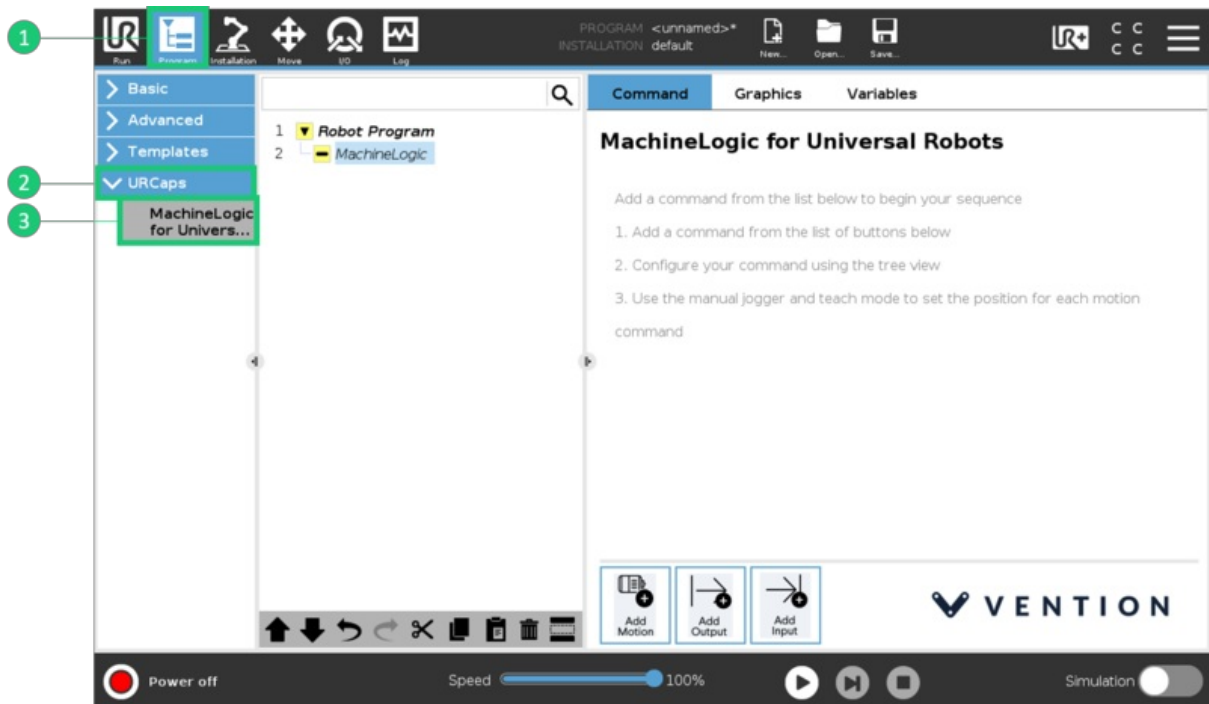 1
PROGRAM <unnamed>*
INSTALLATION default
Run
Program
Installation
Move
I/O
Log
New...
Open...
Save...
UR+
C C
C C
Basic
Advanced
Templates
2
URCaps
3
MachineLogic
for Univers...
1 Robot Program
2 MachineLogic
Command Graphics Variables
MachineLogic for Universal Robots
Add a command from the list below to begin your sequence
1. Add a command from the list of buttons below
2. Configure your command using the tree view
3. Use the manual jogger and teach mode to set the position for each motion
command
Add
Motion
Add
Output
Add
Input
VENTION
Power off
Speed
100%
Simulation